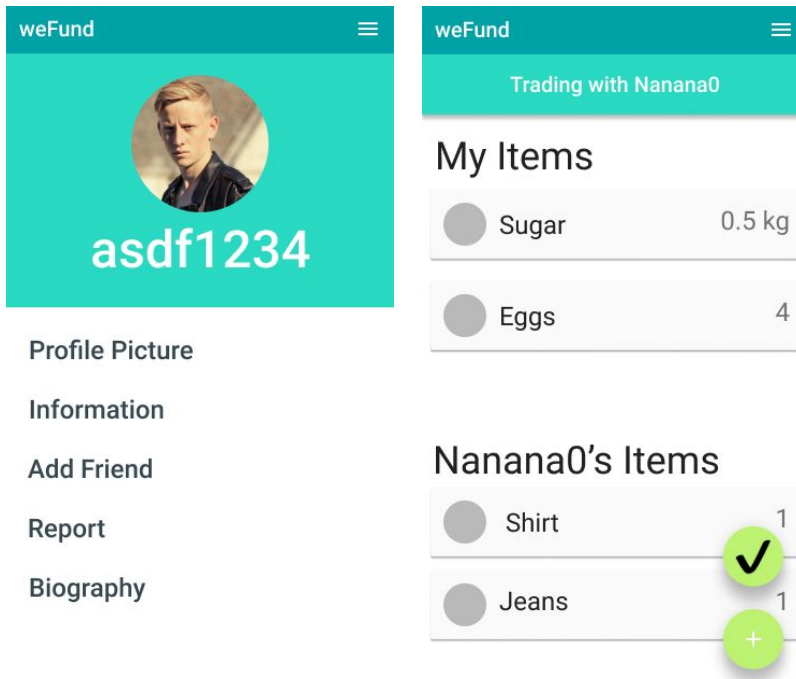 weFund
asdf1234
Profile Picture
Information
Add Friend
Report
Biography
weFund
Trading with Nanana0
My Items
Sugar 0.5 kg
Eggs 4
Nanana0’s Items
Shirt 1
Jeans 1
+